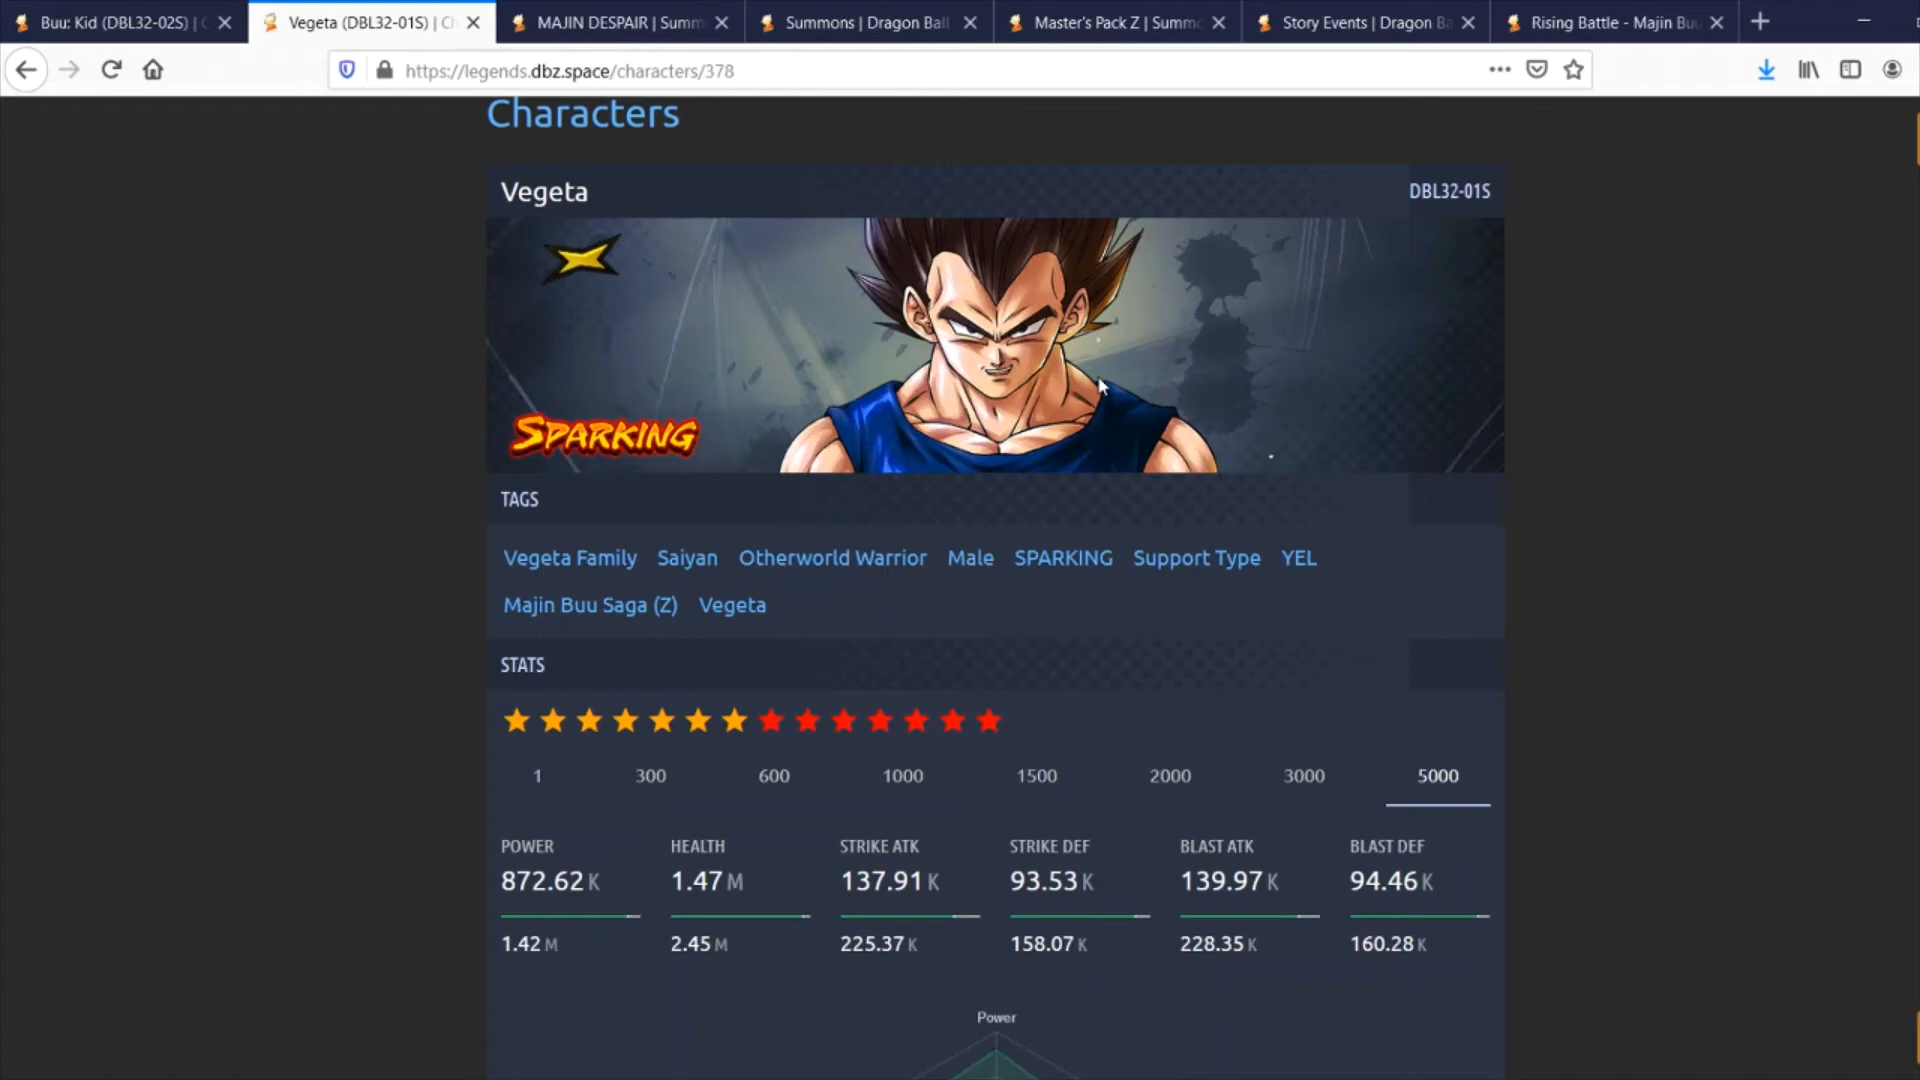 Buu: Kid (DBL32-02S) |
Vegeta (DBL32-01S) | Ch
MAJIN DESPAIR | Summ
Summons | Dragon Ball
Master's Pack Z | Summo
Story Events | Dragon Ba
Rising Battle - Majin Bu
https://legends.dbz.space/characters/378
Characters
Vegeta
DBL32-01S
SPARKING
TAGS
Vegeta Family Saiyan Otherworld Warrior Male SPARKING Support Type YEL
Majin Buu Saga (Z) Vegeta
STATS
1 300 600 1000 1500 2000 3000 5000
POWER HEALTH STRIKE ATK STRIKE DEF BLAST ATK BLAST DEF
872.62 K 1.47 M 137.91 K 93.53 K 139.97 K 94.46 K
1.42 M 2.45 M 225.37 K 158.07 K 228.35 K 160.28 K
Power